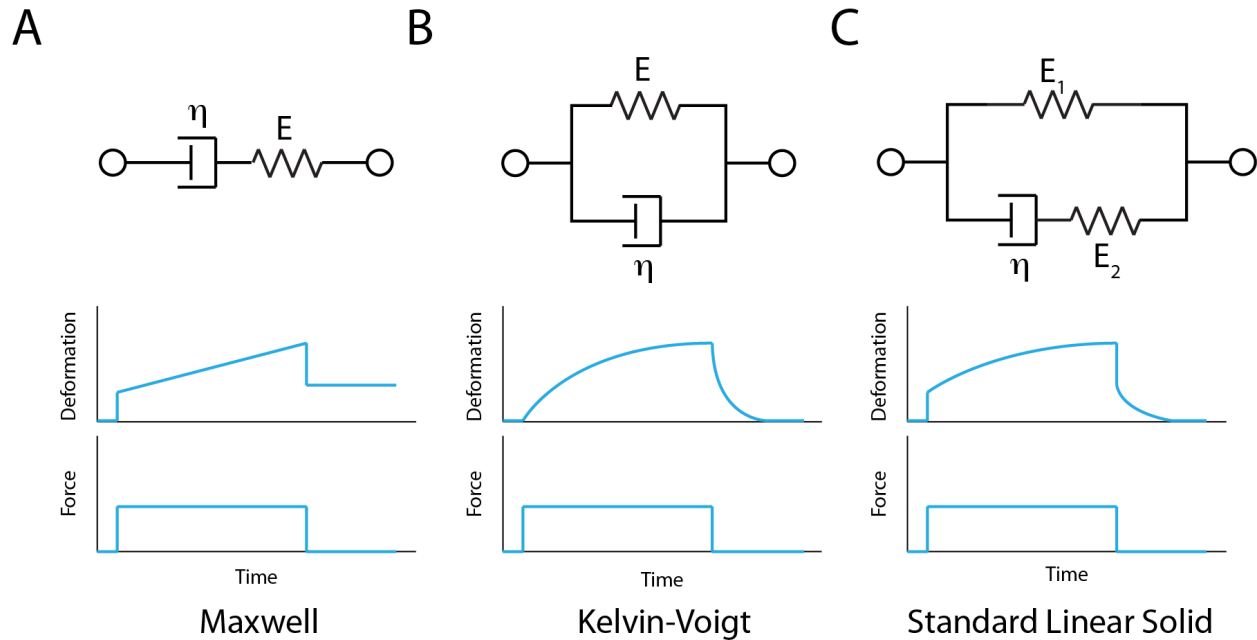 A
B
C
η
E
E
η
E1
η
E2
Deformation
Force
Time
Deformation
Force
Time
Deformation
Force
Time
Maxwell
Kelvin-Voigt
Standard Linear Solid